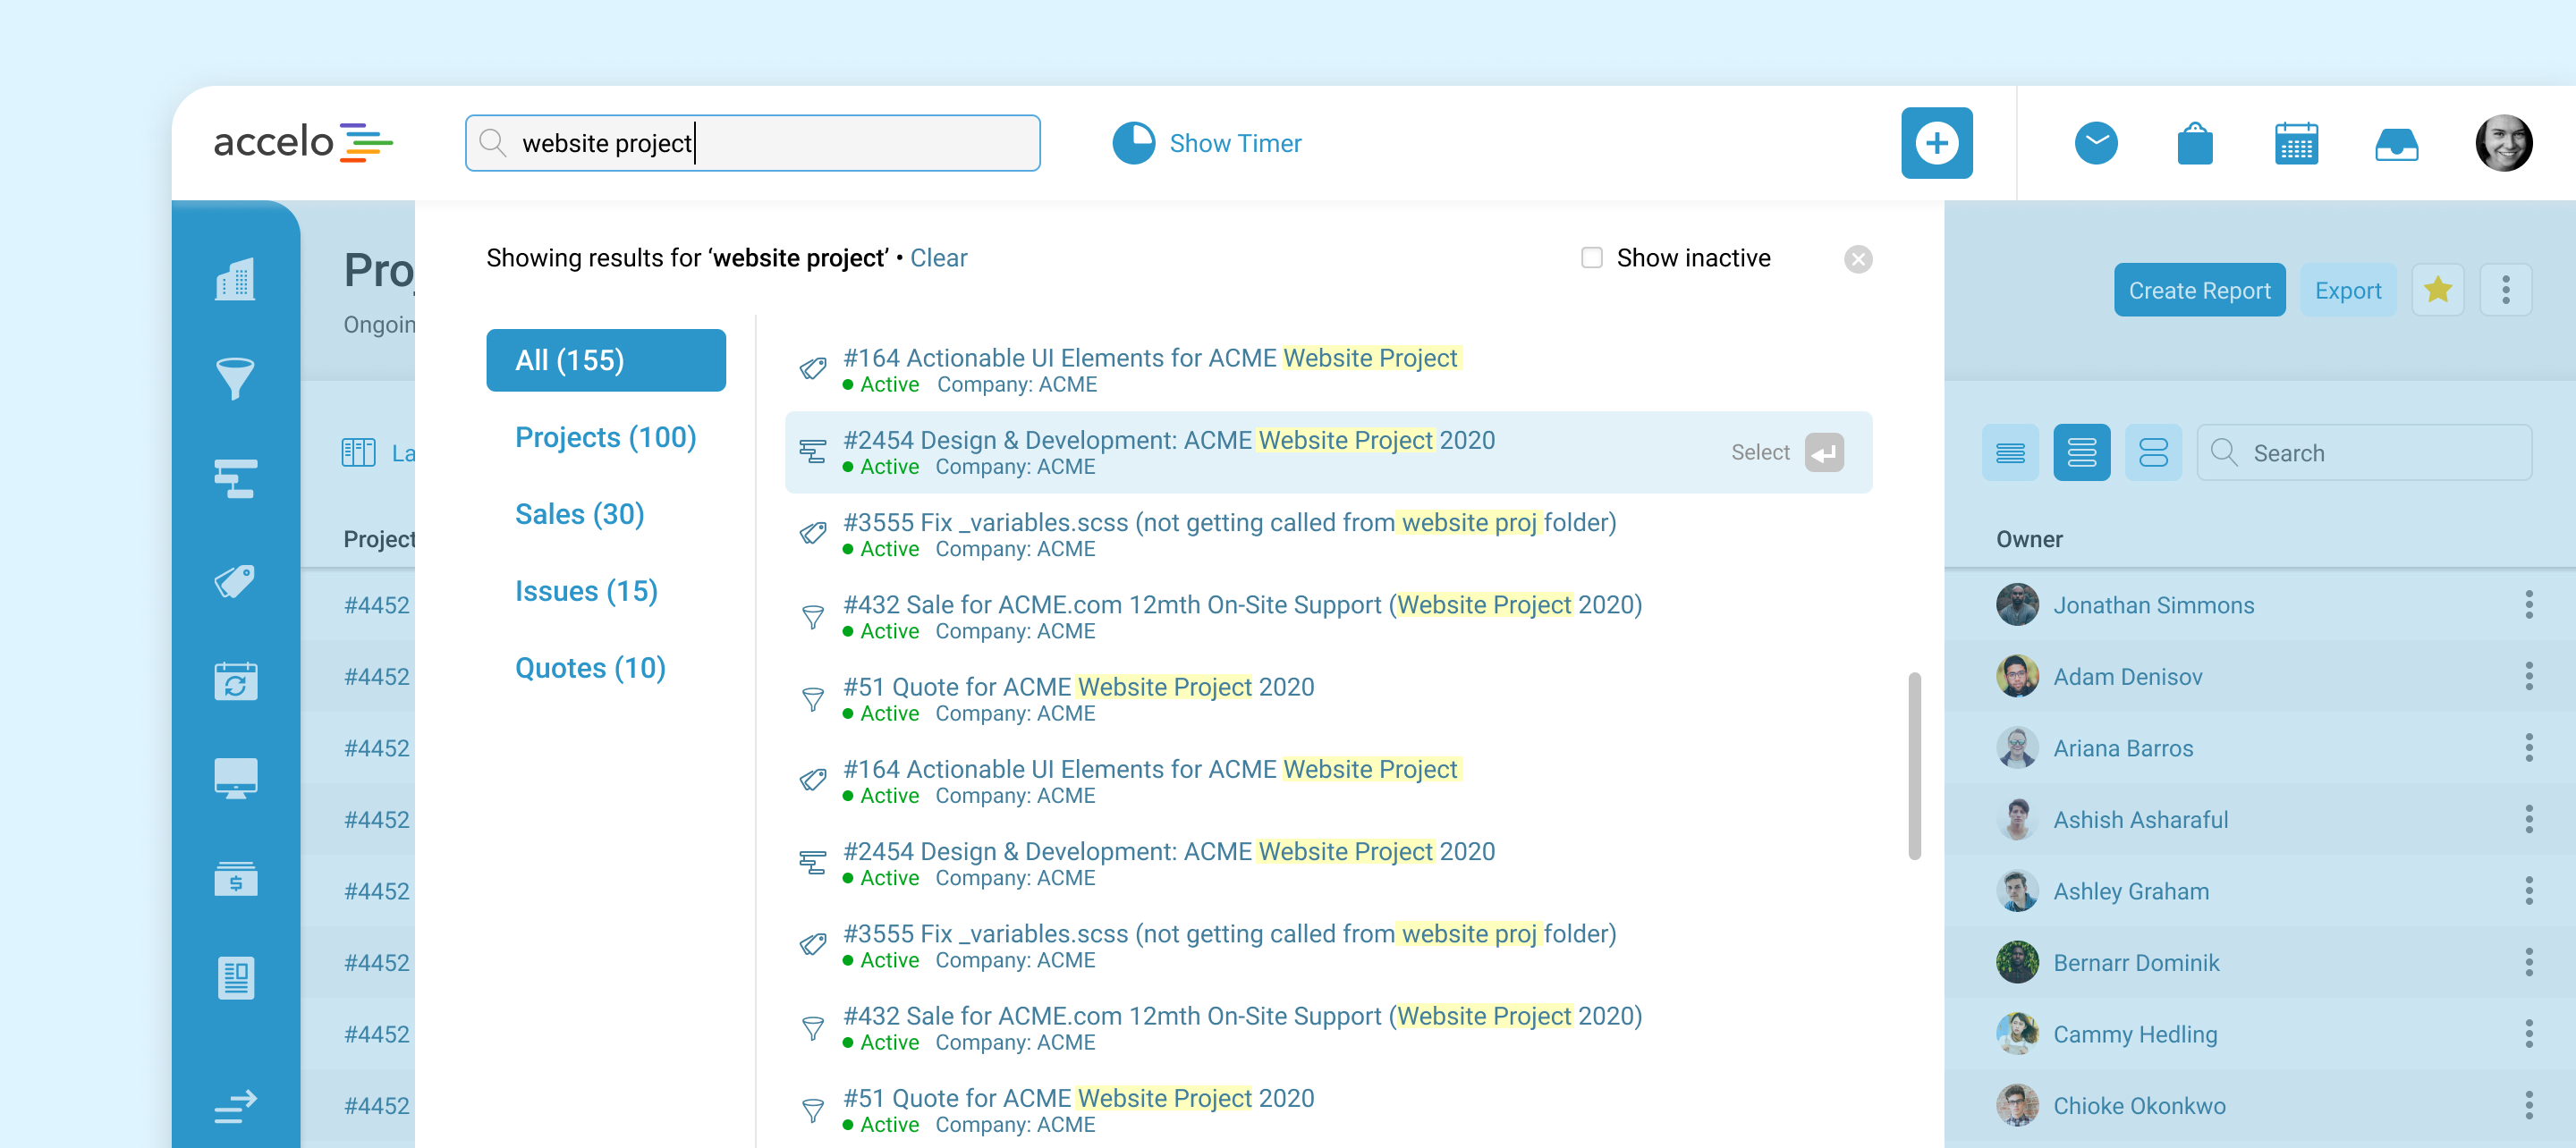 accelo
website project
Show Timer
Showing results for ‘website project’ • Clear
Show inactive
All (155)
Projects (100)
Sales (30)
Issues (15)
Quotes (10)
#164 Actionable UI Elements for ACME Website Project
Active Company: ACME
#2454 Design & Development: ACME Website Project 2020
Active Company: ACME
Select
#3555 Fix _variables.scss (not getting called from website proj folder)
Active Company: ACME
#432 Sale for ACME.com 12mth On-Site Support (Website Project 2020)
Active Company: ACME
#51 Quote for ACME Website Project 2020
Active Company: ACME
#164 Actionable UI Elements for ACME Website Project
Active Company: ACME
#2454 Design & Development: ACME Website Project 2020
Active Company: ACME
#3555 Fix _variables.scss (not getting called from website proj folder)
Active Company: ACME
#432 Sale for ACME.com 12mth On-Site Support (Website Project 2020)
Active Company: ACME
#51 Quote for ACME Website Project 2020
Active Company: ACME
Project
#4452
#4452
#4452
#4452
#4452
#4452
#4452
#4452
Create Report
Export
Search
Owner
Jonathan Simmons
Adam Denisov
Ariana Barros
Ashish Asharaful
Ashley Graham
Bernarr Dominik
Cammy Hedling
Chioke Okonkwo